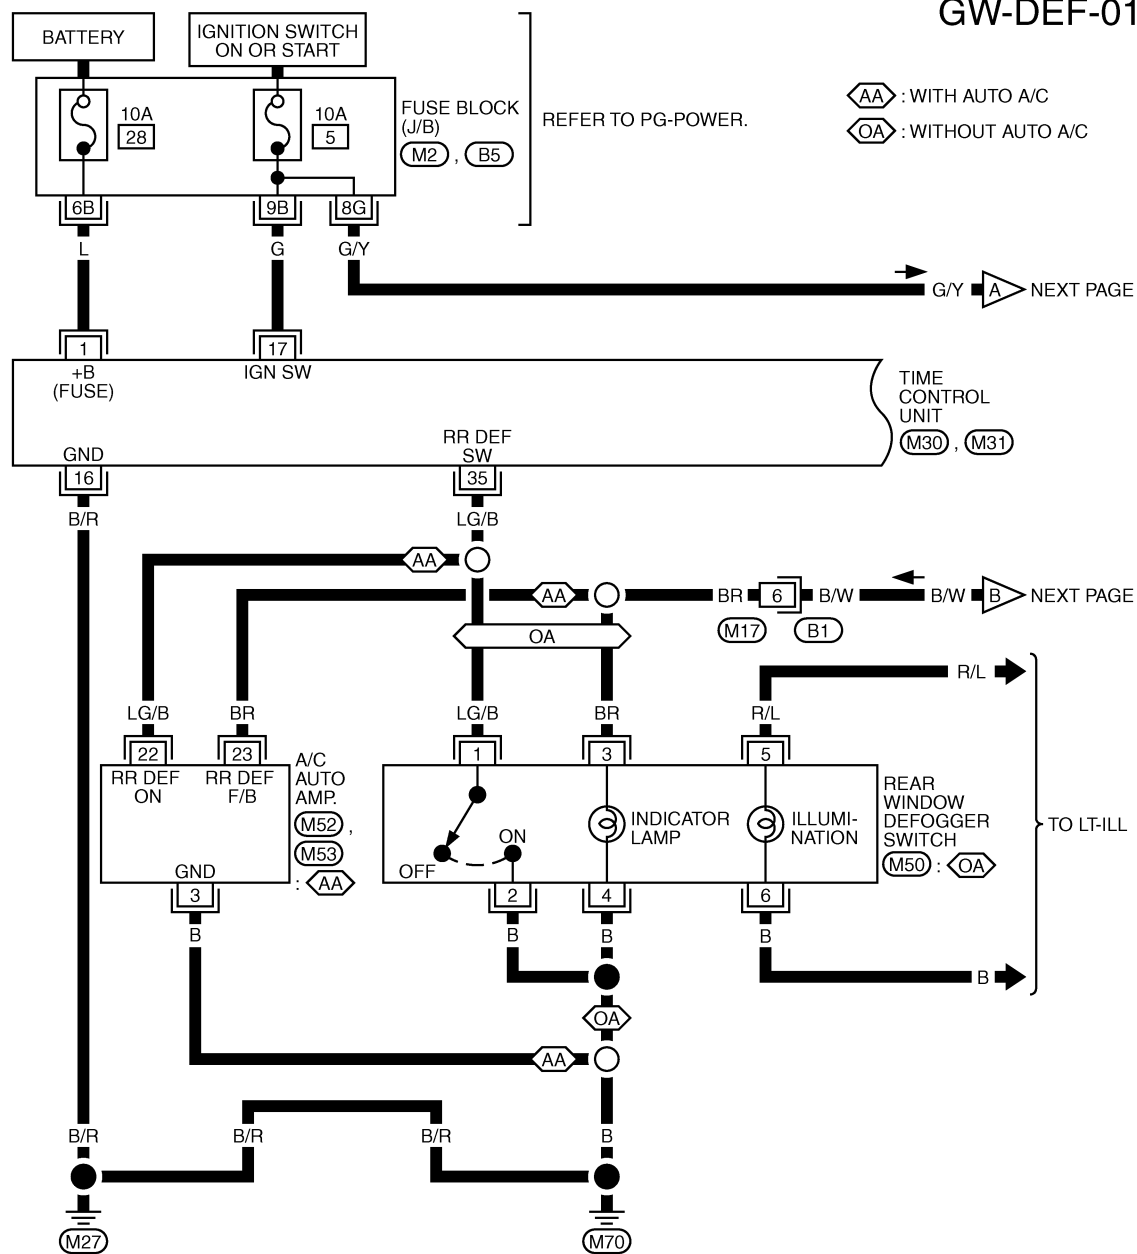 GW-DEF-01
BATTERY
IGNITION SWITCH
ON OR START
10A
28
10A
5
FUSE BLOCK
(J/B)
M2 , B5
REFER TO PG-POWER.
AA : WITH AUTO A/C
OA : WITHOUT AUTO A/C
6B
9B
8G
L
G
G/Y
G/Y
A
NEXT PAGE
1
17
+B
(FUSE)
IGN SW
TIME
CONTROL
UNIT
M30 , M31
GND
RR DEF
SW
16
35
B/R
LG/B
AA
AA
BR
6
B/W
B/W
B
NEXT PAGE
M17
B1
OA
R/L
LG/B
BR
LG/B
BR
R/L
22
23
1
3
5
RR DEF
ON
RR DEF
F/B
A/C
AUTO
AMP.
M52 ,
M53
: AA
GND
3
INDICATOR
LAMP
ILLUMI-
NATION
ON
OFF
REAR
WINDOW
DEFOGGER
SWITCH
M50 : OA
TO LT-ILL
2
4
6
B
B
B
B
B
OA
AA
B/R
B/R
B/R
B
M27
M70